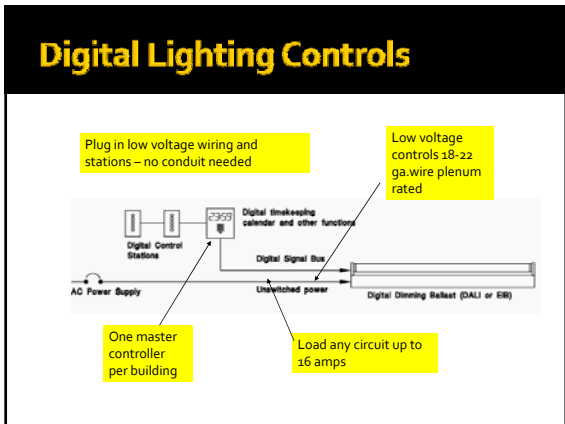 Digital Lighting Controls
Plug in low voltage wiring and
stations – no conduit needed
Low voltage
controls 18-22
ga.wire plenum
rated
23:59
Digital timekeeping
calendar and other functions
Digital Control
Stations
Digital Signal Bus
AC Power Supply
Unswitched power
Digital Dimming Ballast (DALI or EIB)
One master
controller
per building
Load any circuit up to
16 amps